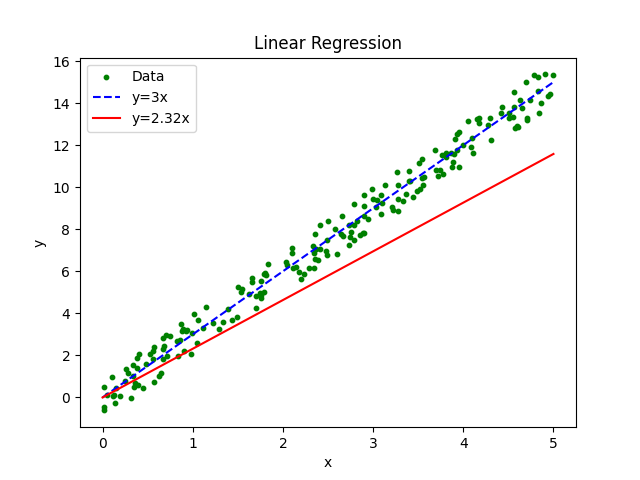 Linear Regression
Data
y=3x
y=2.32x
16
14
12
10
8
6
4
2
0
y
0 1 2 3 4 5
x